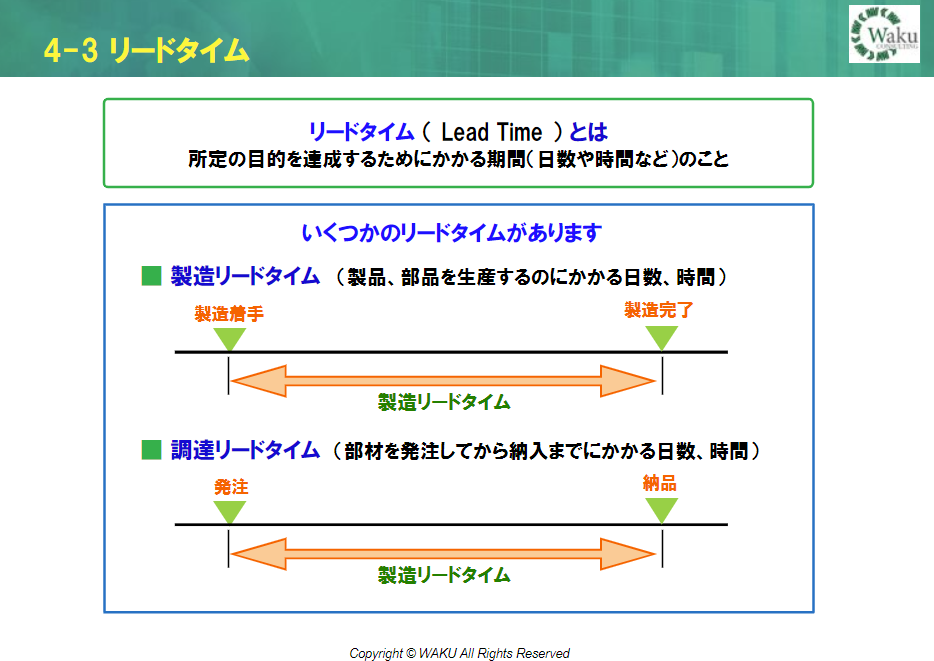 4-3 リードタイム
Waku
CONSULTING
リードタイム（ Lead Time ）とは
所定の目的を達成するためにかかる期間（日数や時間など）のこと
いくつかのリードタイムがあります
■ 製造リードタイム （製品、部品を生産するのにかかる日数、時間）
製造着手 製造完了
製造リードタイム
■ 調達リードタイム （部材を発注してから納入までにかかる日数、時間）
発注 納品
製造リードタイム
Copyright © WAKU All Rights Reserved